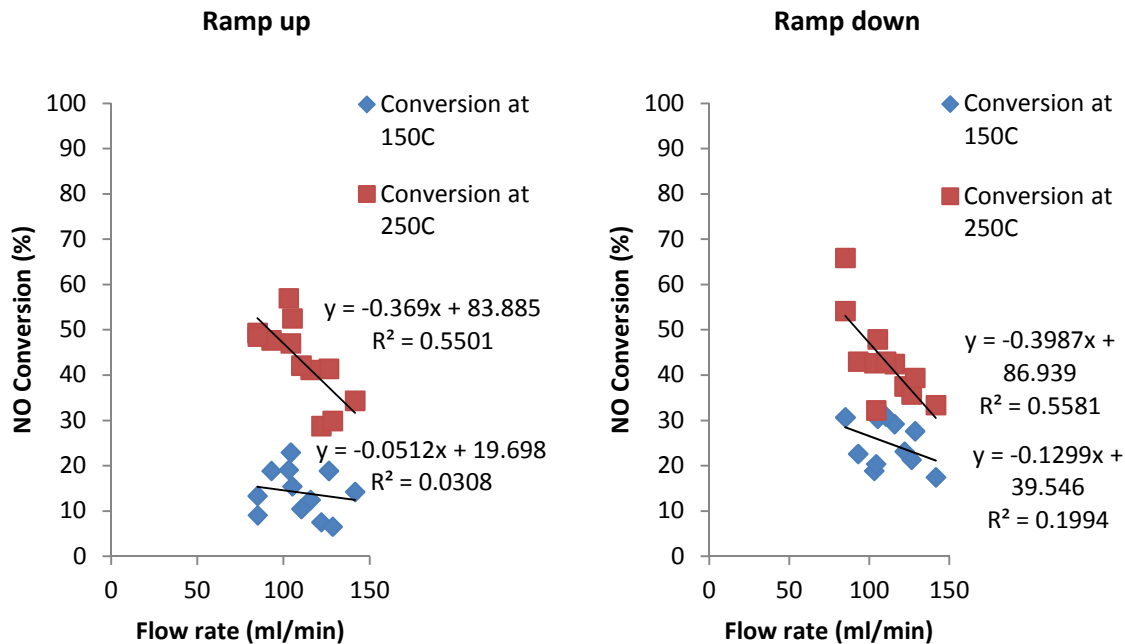 Ramp up
Conversion at
150C
Conversion at
250C
100
90
80
70
60
50
40
30
20
10
0
NO Conversion (%)
y = -0.369x + 83.885
R² = 0.5501
y = -0.0512x + 19.698
R² = 0.0308
0
50
100
150
Flow rate (ml/min)
Ramp down
Conversion at
150C
Conversion at
250C
100
90
80
70
60
50
40
30
20
10
0
NO Conversion (%)
y = -0.3987x +
86.939
R² = 0.5581
y = -0.1299x +
39.546
R² = 0.1994
0
50
100
150
Flow rate (ml/min)